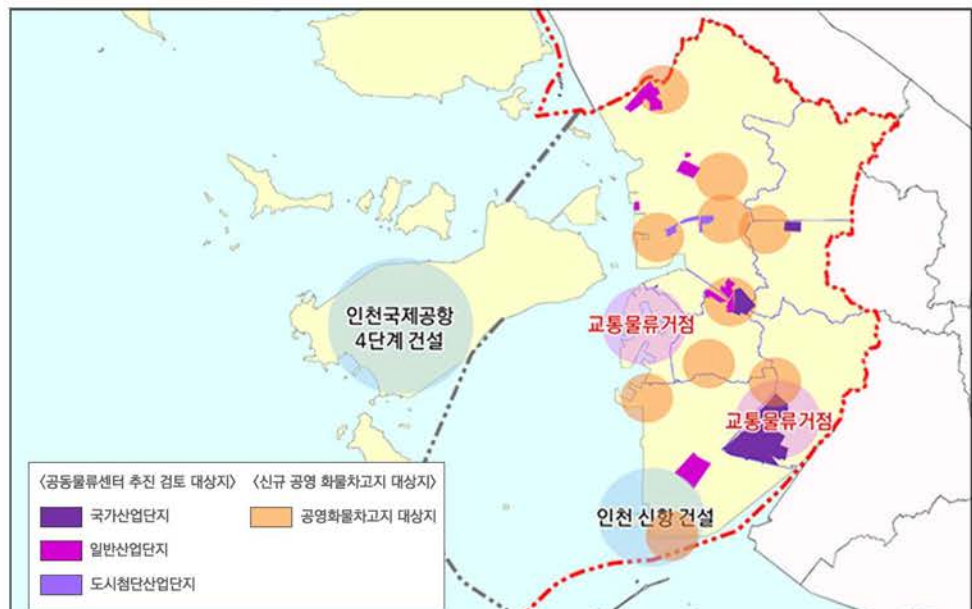 인천국제공항
4단계 건설
교통물류거점
교통물류거점
인천 신항 건설
〈공동물류센터 추진 검토 대상지〉 〈신규 공영 화물차고지 대상지〉
국가산업단지 공영화물차고지 대상지
일반산업단지
도시첨단산업단지